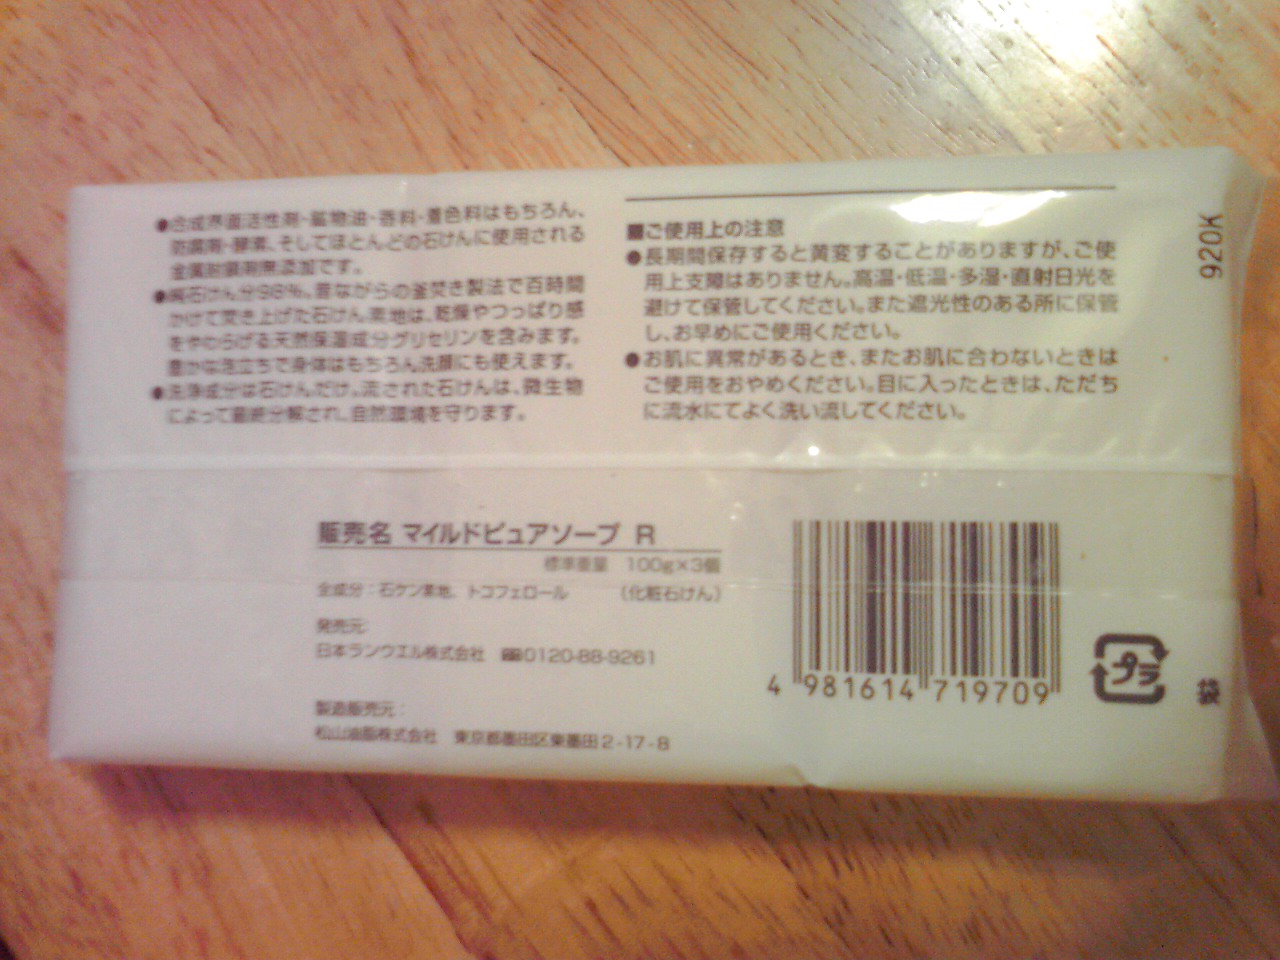 ●合成界面活性剤・鉱物油・香料・着色料はもちろん、
防腐剤・酵素、そしてほとんどの石けんに使用される
金属封鎖剤無添加です。
●純石けん分98%。昔ながらの釜焚き製法で百時間
かけて焚き上げた石けん素地は、乾燥やつっぱり感
をやわらげる天然保湿成分グリセリンを含みます。
豊かな泡立ちで身体はもちろん洗顔にも使えます。
●洗浄成分は石けんだけ。流された石けんは、微生物
によって最終分解され、自然環境を守ります。
■ご使用上の注意
●長期間保存すると黄変することがありますが、ご使
用上支障はありません。高温・低温・多湿・直射日光を
避けて保管してください。また遮光性のある所に保管
し、お早めにご使用ください。
●お肌に異常があるとき、またお肌に合わないときは
ご使用をおやめください。目に入ったときは、ただち
に流水にてよく洗い流してください。
920K
販売名 マイルドピュアソープ R
標準重量 100g×3個
全成分：石ケン素地、トコフェロール （化粧石けん）
発売元:
日本ランウエル株式会社 0120-88-9261
製造販売元：
松山油脂株式会社 東京都墨田区東墨田2-17-8
4 981614 719709
プラ
袋